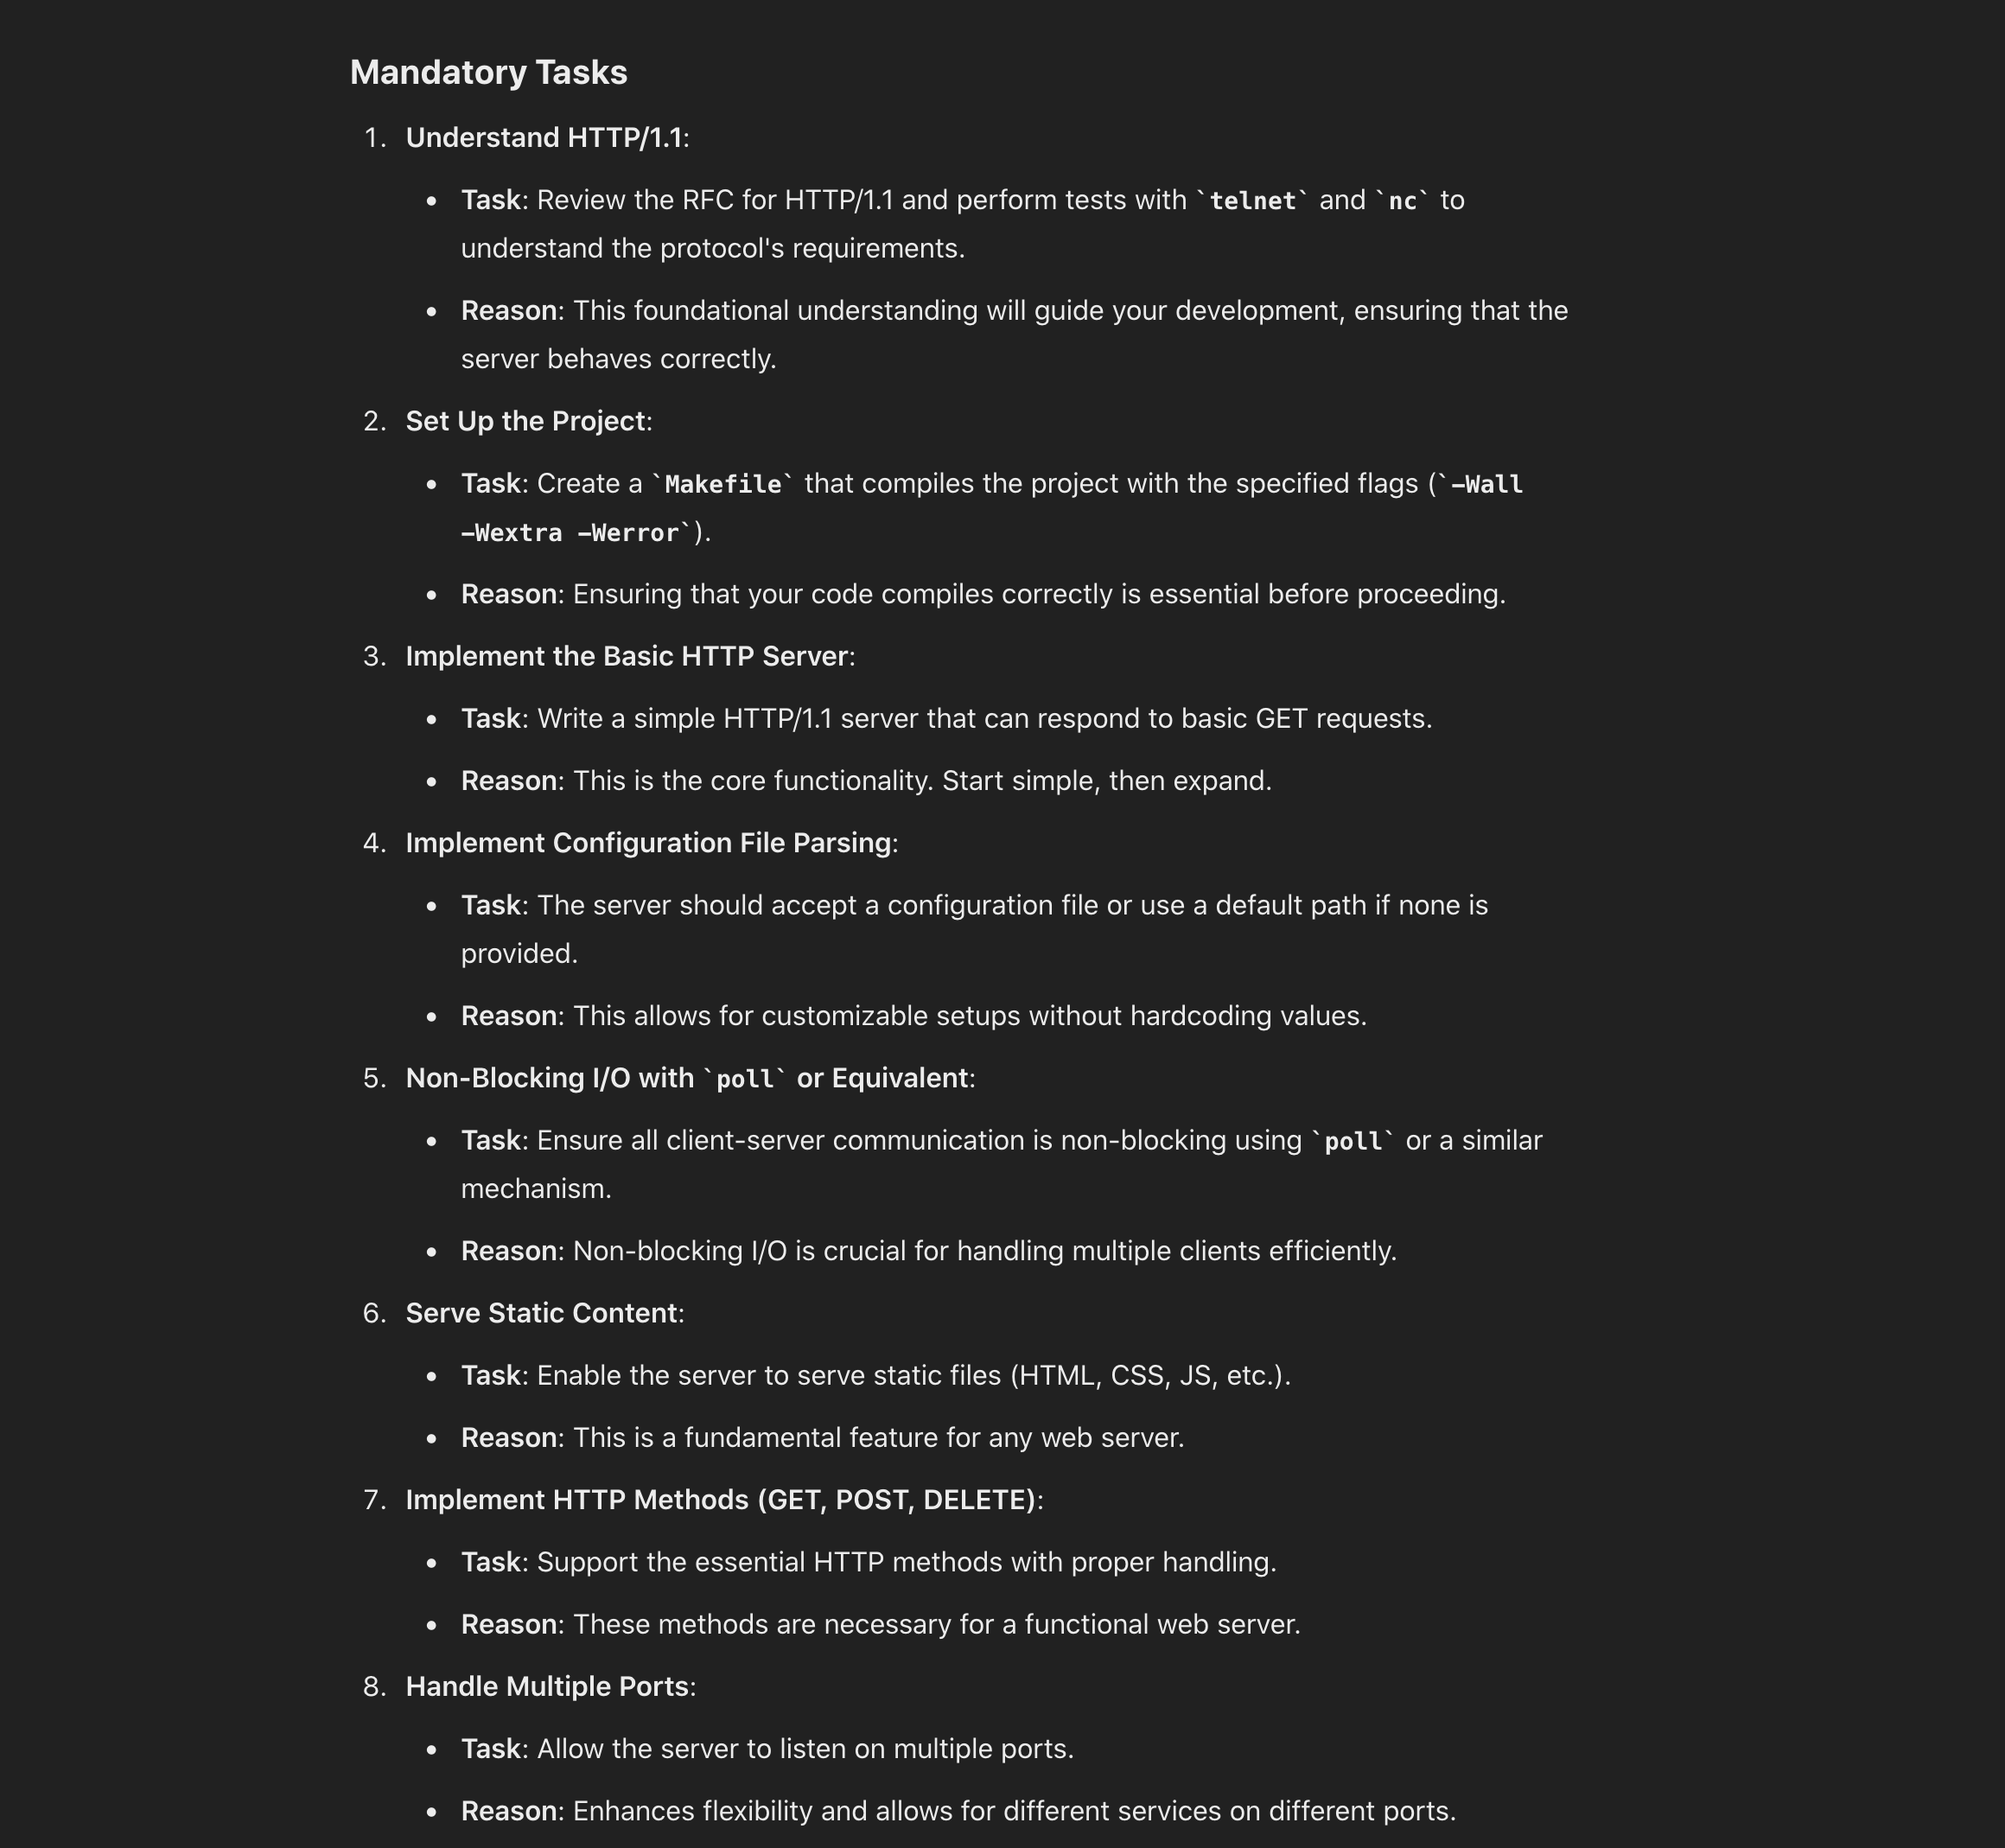 Mandatory Tasks
1. Understand HTTP/1.1:
• Task: Review the RFC for HTTP/1.1 and perform tests with `telnet` and `nc` to
understand the protocol's requirements.
• Reason: This foundational understanding will guide your development, ensuring that the
server behaves correctly.
2. Set Up the Project:
• Task: Create a `Makefile` that compiles the project with the specified flags (`-Wall
-Wextra -Werror`).
• Reason: Ensuring that your code compiles correctly is essential before proceeding.
3. Implement the Basic HTTP Server:
• Task: Write a simple HTTP/1.1 server that can respond to basic GET requests.
• Reason: This is the core functionality. Start simple, then expand.
4. Implement Configuration File Parsing:
• Task: The server should accept a configuration file or use a default path if none is
provided.
• Reason: This allows for customizable setups without hardcoding values.
5. Non-Blocking I/O with `poll` or Equivalent:
• Task: Ensure all client-server communication is non-blocking using `poll` or a similar
mechanism.
• Reason: Non-blocking I/O is crucial for handling multiple clients efficiently.
6. Serve Static Content:
• Task: Enable the server to serve static files (HTML, CSS, JS, etc.).
• Reason: This is a fundamental feature for any web server.
7. Implement HTTP Methods (GET, POST, DELETE):
• Task: Support the essential HTTP methods with proper handling.
• Reason: These methods are necessary for a functional web server.
8. Handle Multiple Ports:
• Task: Allow the server to listen on multiple ports.
• Reason: Enhances flexibility and allows for different services on different ports.